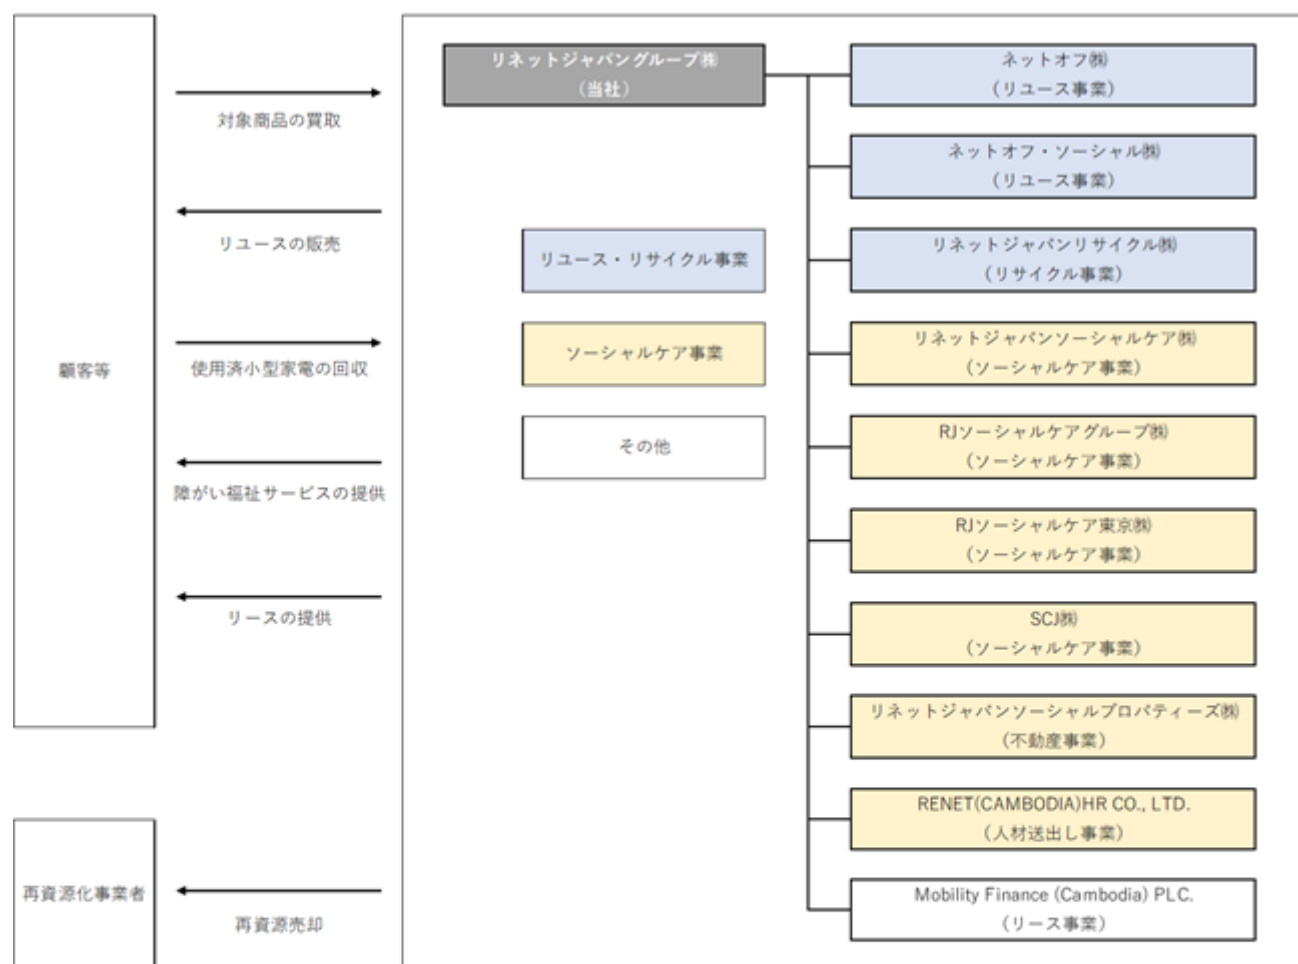 顧客等
対象商品の買取
リユースの販売
使用済小型家電の回収
障がい福祉サービスの提供
リースの提供
再資源化事業者
再資源売却
リネットジャパングループ㈱
（当社）
リユース・リサイクル事業
ソーシャルケア事業
その他
ネットオフ㈱
（リユース事業）
ネットオフ・ソーシャル㈱
（リユース事業）
リネットジャパンリサイクル㈱
（リサイクル事業）
リネットジャパンソーシャルケア㈱
（ソーシャルケア事業）
RJソーシャルケアグループ㈱
（ソーシャルケア事業）
RJソーシャルケア東京㈱
（ソーシャルケア事業）
SCJ㈱
（ソーシャルケア事業）
リネットジャパンソーシャルプロパティーズ㈱
（不動産事業）
RENET(CAMBODIA)HR CO., LTD.
（人材送出し事業）
Mobility Finance (Cambodia) PLC.
（リース事業）